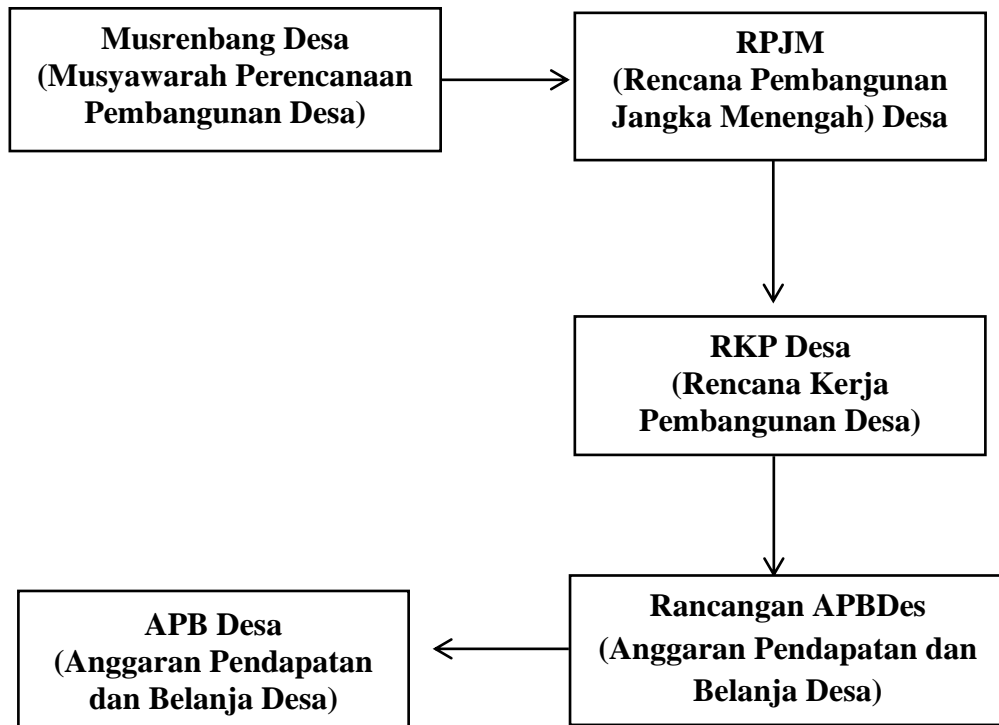 Musrenbang Desa
(Musyawarah Perencanaan
Pembangunan Desa)
RPJM
(Rencana Pembangunan
Jangka Menengah) Desa
RKP Desa
(Rencana Kerja
Pembangunan Desa)
Rancangan APBDes
(Anggaran Pendapatan dan
Belanja Desa)
APB Desa
(Anggaran Pendapatan
dan Belanja Desa)